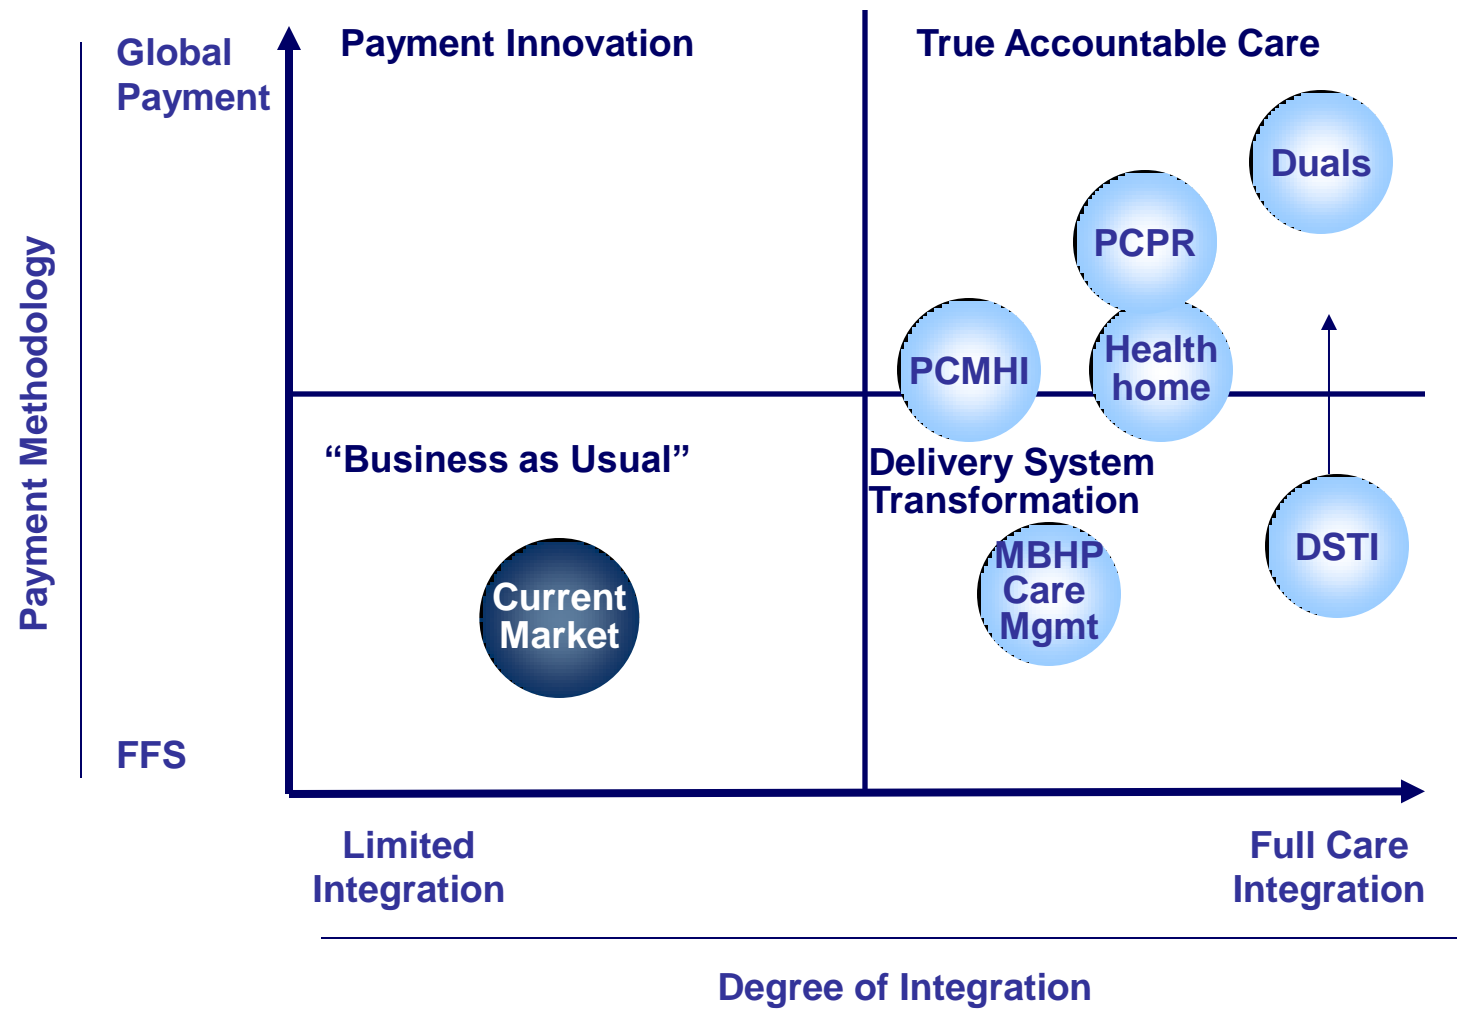 Global
Payment
Payment Innovation
True Accountable Care
Duals
PCPR
PCMHI
Health
home
Payment Methodology
“Business as Usual”
Delivery System
Transformation
MBHP
Care
Mgmt
DSTI
Current
Market
FFS
Limited
Integration
Full Care
Integration
Degree of Integration